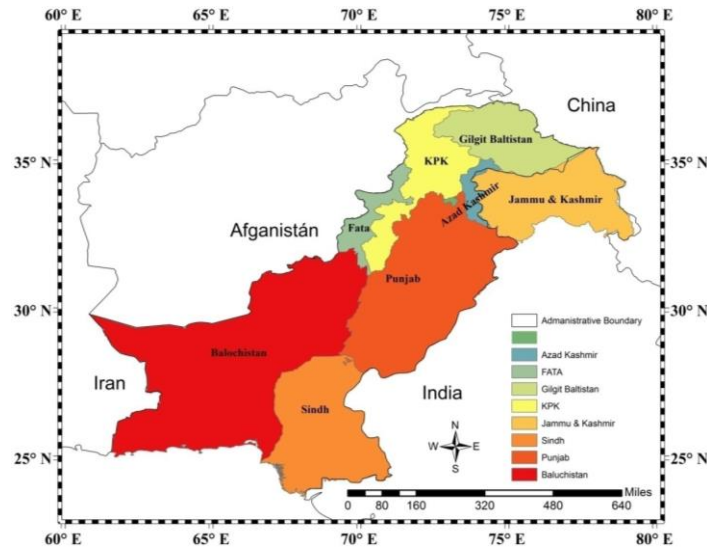 60° E 65° E 70° E 75° E 80° E
China
Gilgit Baltistan
KPK
35° N 35° N
Jammu & Kashmir
Azad Kashmir
Afganistán
Fata
Punjab
30° N 30° N
Admanistrative Boundary
Azad Kashmir
FATA
Gilgit Baltistan
KPK
Jammu & Kashmir
Sindh
Punjab
Baluchistan
Balochistan
Iran
India
Sindh
N
W E
S
25° N 25° N
Miles
0 80 160 320 480 640
60° E 65° E 70° E 75° E 80° E